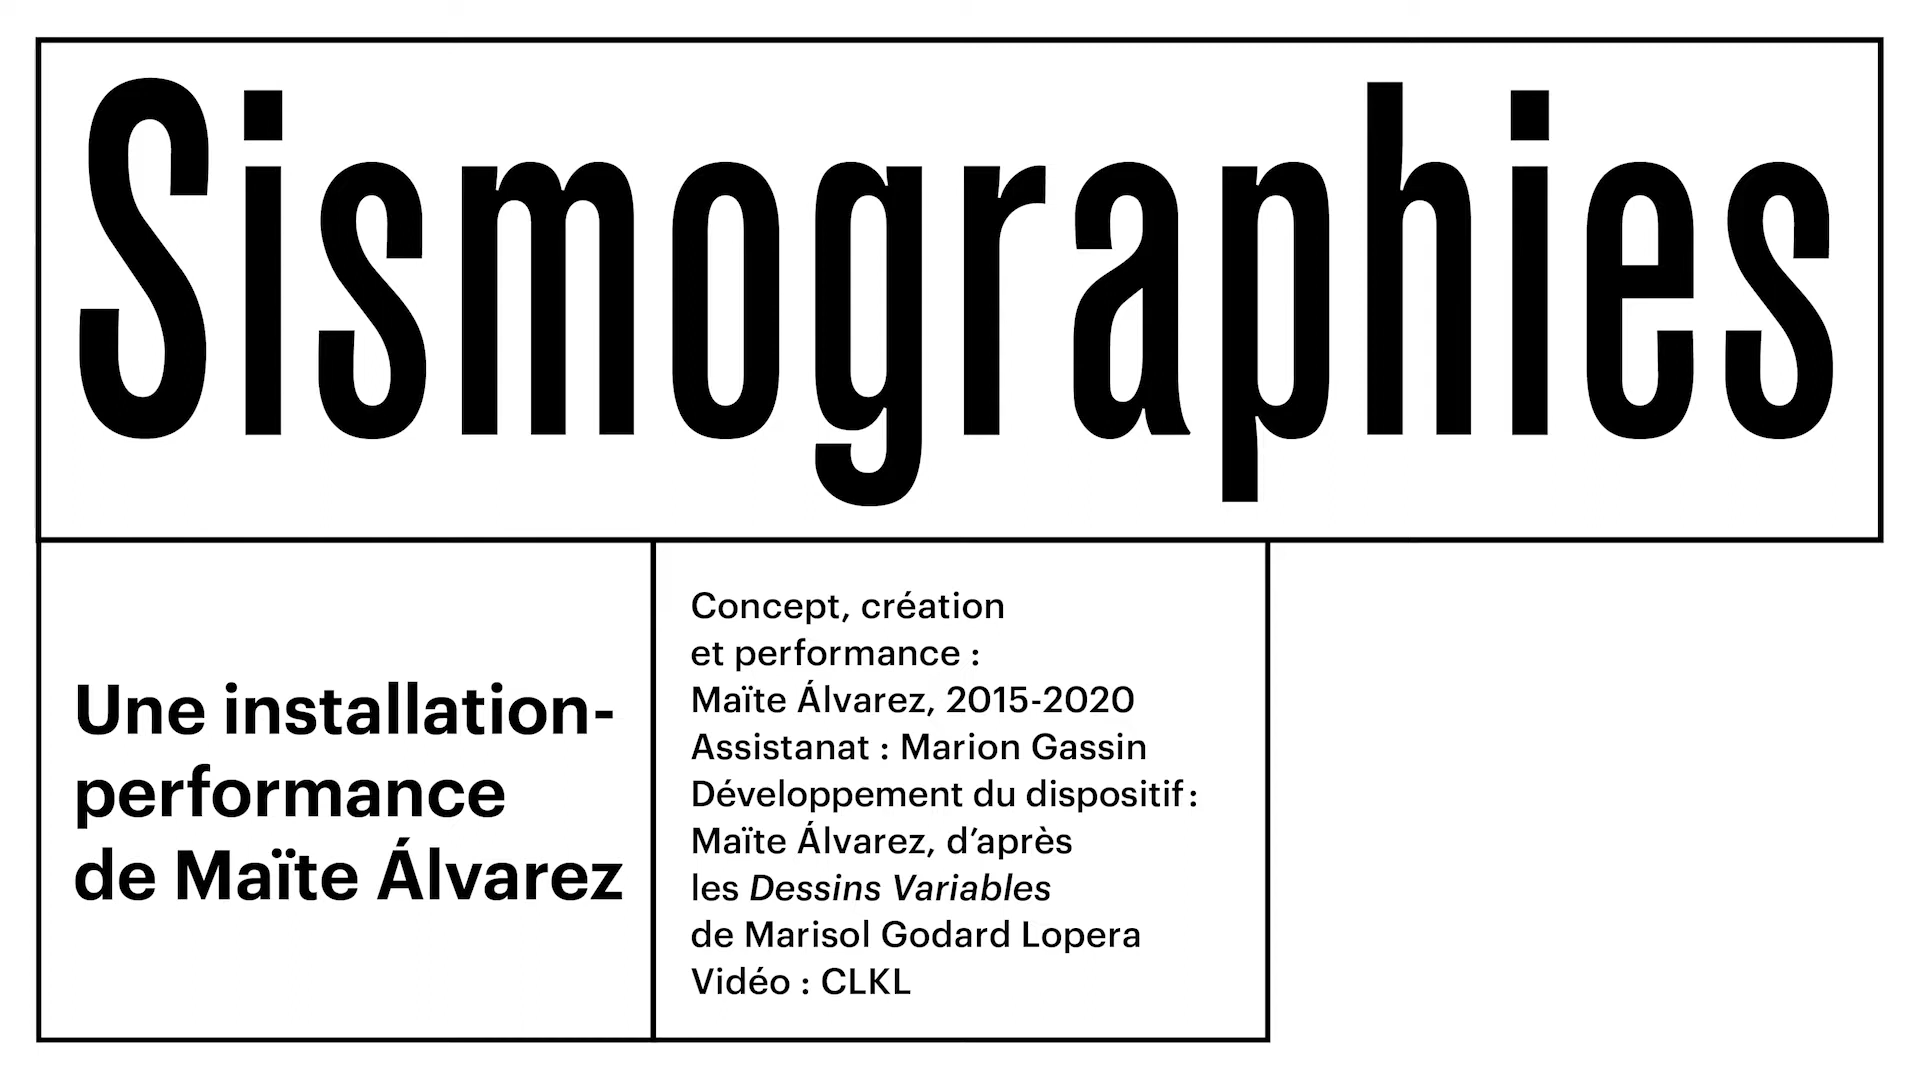 Sismographies
Une installation-
performance
de Maïte Álvarez
Concept, création
et performance :
Maïte Álvarez, 2015-2020
Assistanat : Marion Gassin
Développement du dispositif :
Maïte Álvarez, d’après
les Dessins Variables
de Marisol Godard Lopera
Vidéo : CLKL